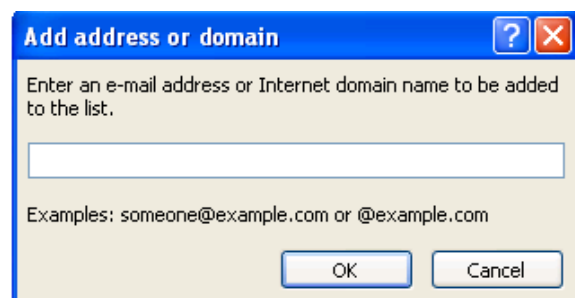 Add address or domain
Enter an e-mail address or Internet domain name to be added
to the list.
Examples: someone@example.com or @example.com
OK Cancel